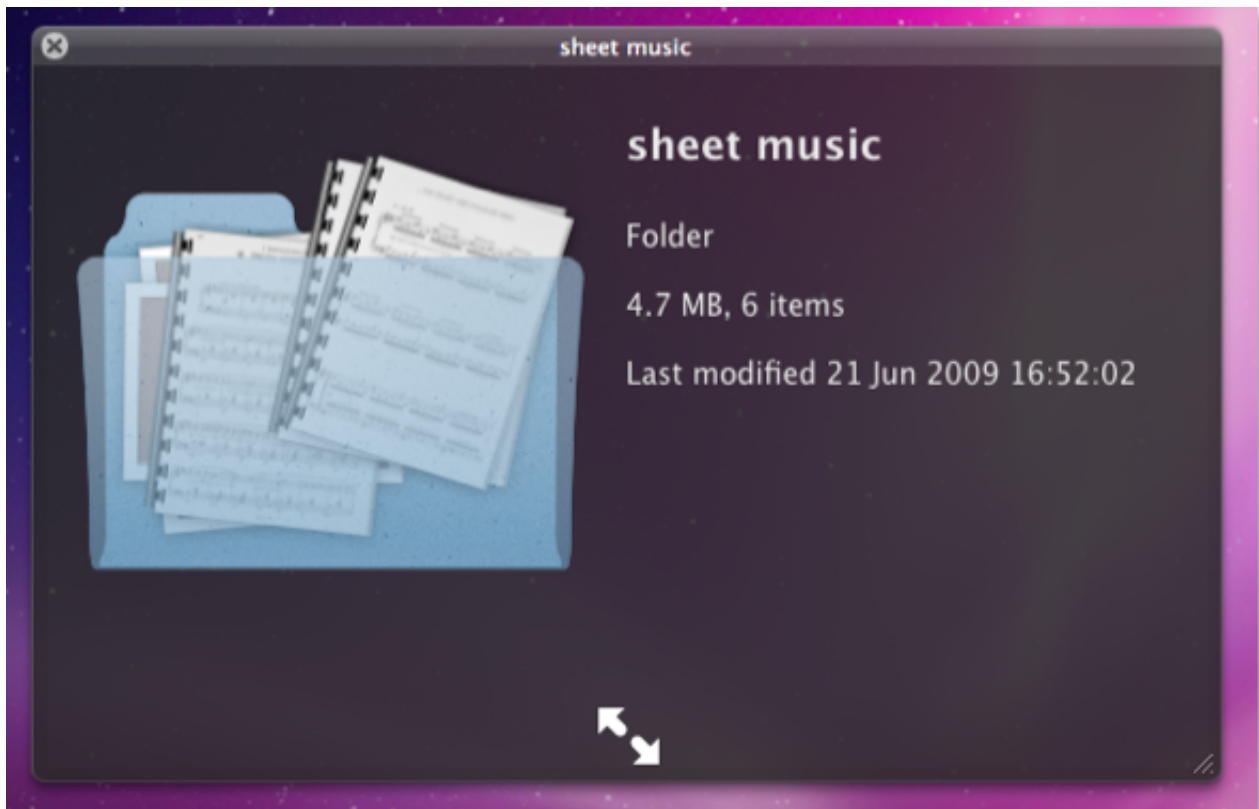 sheet music
sheet music
Folder
4.7 MB, 6 items
Last modified 21 Jun 2009 16:52:02